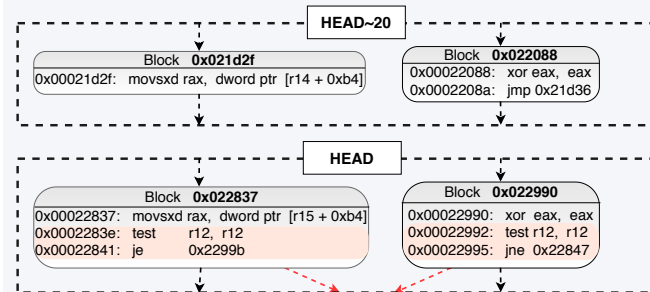 HEAD~20
Block 0x021d2f
0x00021d2f: movsxd rax, dword ptr [r14 + 0xb4]
Block 0x022088
0x00022088: xor eax, eax
0x0002208a: jmp 0x21d36
HEAD
Block 0x022837
0x00022837: movsxd rax, dword ptr [r15 + 0xb4]
0x0002283e: test r12, r12
0x00022841: je 0x2299b
Block 0x022990
0x00022990: xor eax, eax
0x00022992: test r12, r12
0x00022995: jne 0x22847